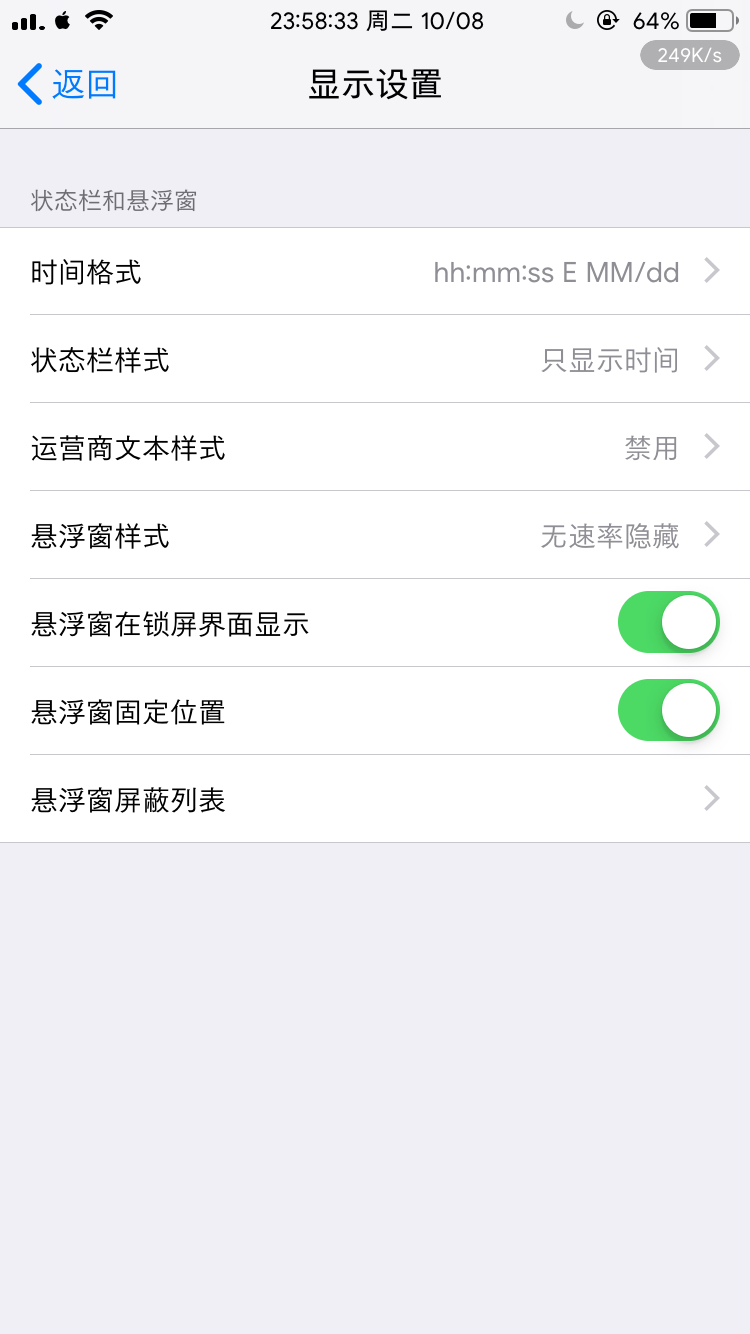 23:58:33 周二 10/08
64%
249K/s
返回
显示设置
状态栏和悬浮窗
时间格式 hh:mm:ss E MM/dd
状态栏样式 只显示时间
运营商文本样式 禁用
悬浮窗样式 无速率隐藏
悬浮窗在锁屏界面显示
悬浮窗固定位置
悬浮窗屏蔽列表